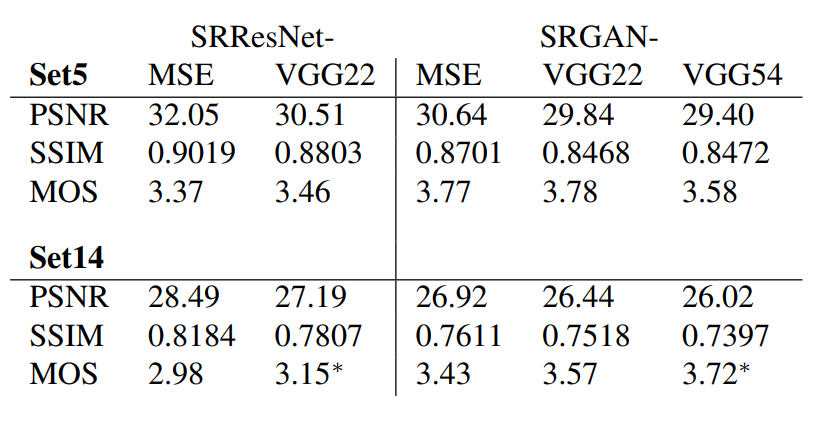 SRResNet- SRGAN-
Set5 MSE VGG22 MSE VGG22 VGG54
PSNR 32.05 30.51 30.64 29.84 29.40
SSIM 0.9019 0.8803 0.8701 0.8468 0.8472
MOS 3.37 3.46 3.77 3.78 3.58
Set14
PSNR 28.49 27.19 26.92 26.44 26.02
SSIM 0.8184 0.7807 0.7611 0.7518 0.7397
MOS 2.98 3.15* 3.43 3.57 3.72*